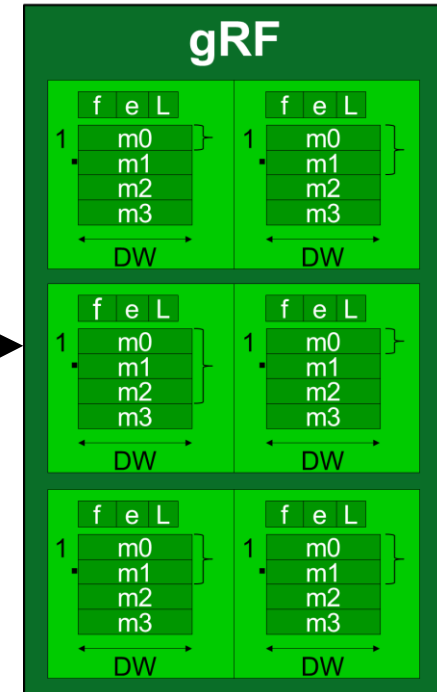 gRF
f e L f e L
1 m0 1 m0
. m1 . m1
m2 m2
m3 m3
DW DW
f e L f e L
1 m0 1 m0
. m1 . m1
m2 m2
m3 m3
DW DW
f e L f e L
1 m0 1 m0
. m1 . m1
m2 m2
m3 m3
DW DW